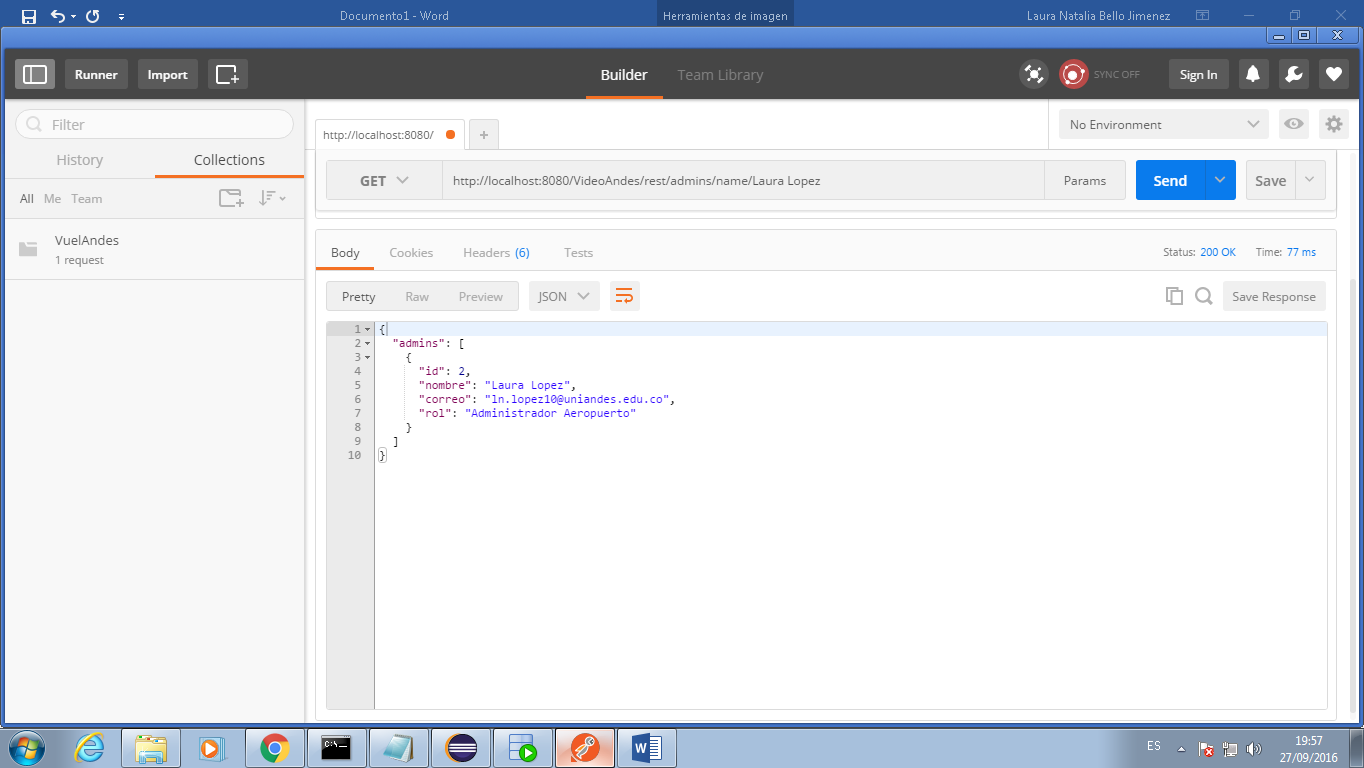 Documento1 - Word
Herramientas de imagen
Laura Natalia Bello Jimenez
Runner
Import
Builder
Team Library
SYNC OFF
Sign In
Filter
History
Collections
All Me Team
VuelAndes
1 request
http://localhost:8080/
No Environment
GET
http://localhost:8080/VideoAndes/rest/admins/name/Laura Lopez
Params
Send
Save
Body
Cookies
Headers (6)
Tests
Status: 200 OK
Time: 77 ms
Pretty
Raw
Preview
JSON
Save Response
1 {
2 "admins": [
3 {
4 "id": 2,
5 "nombre": "Laura Lopez",
6 "correo": "ln.lopez10@uniandes.edu.co",
7 "rol": "Administrador Aeropuerto"
8 }
9 ]
10 }
C:\
ES
19:57
27/09/2016